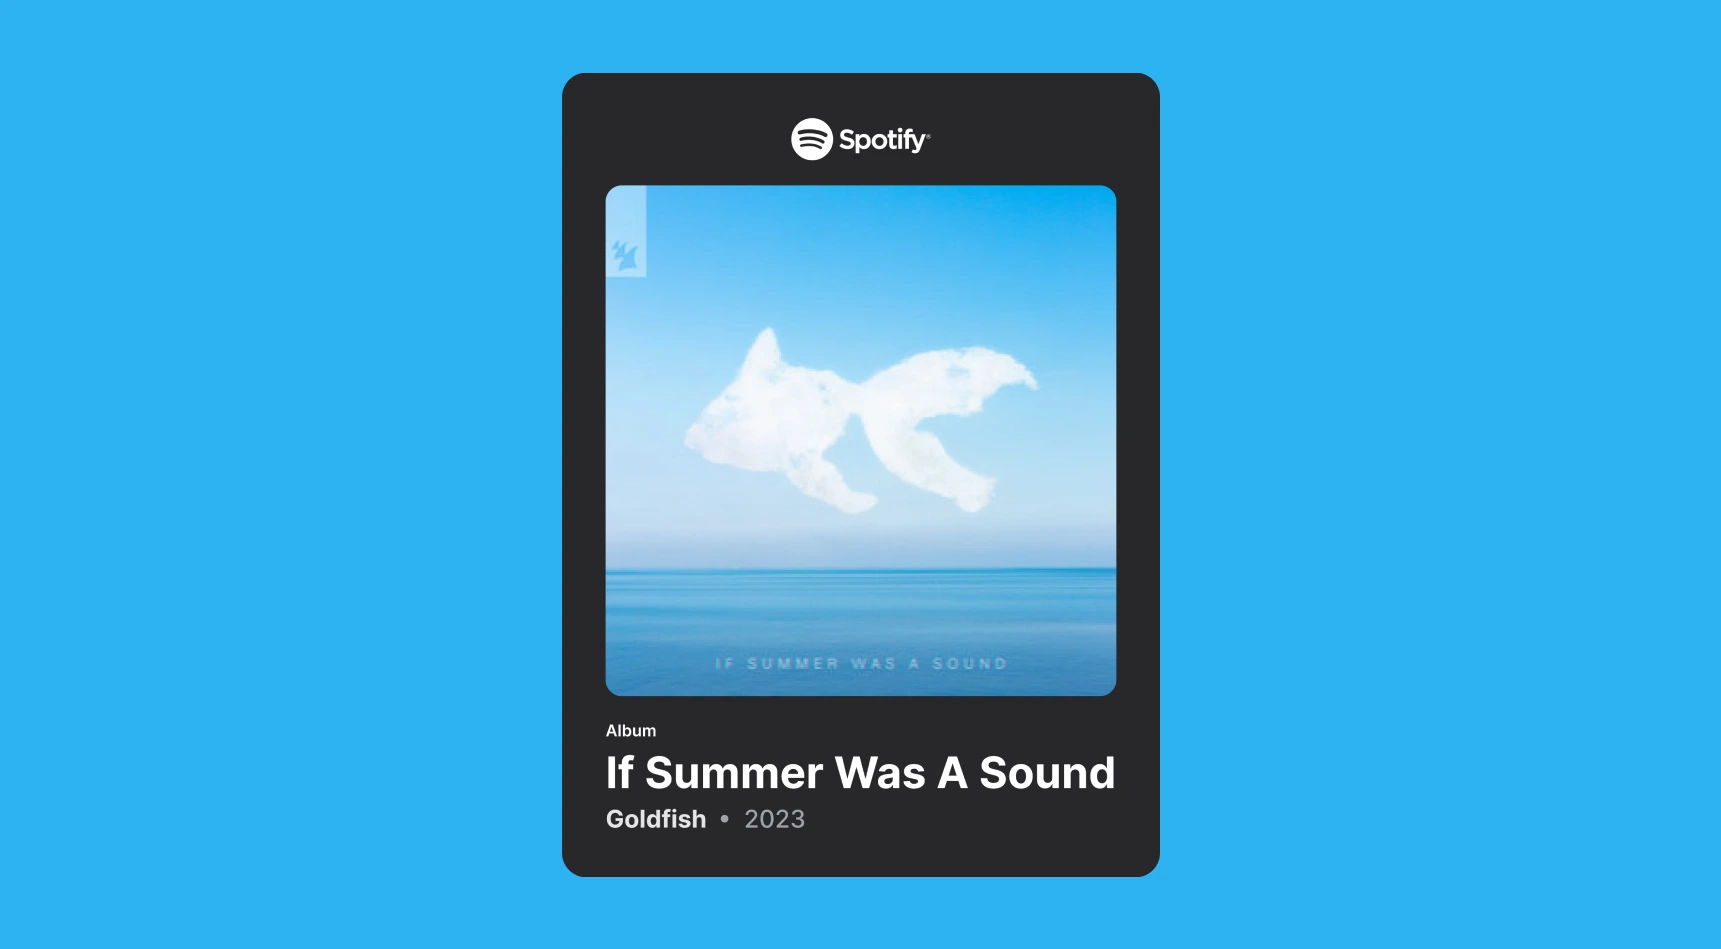 Spotify®
IF SUMMER WAS A SOUND
Album
If Summer Was A Sound
Goldfish • 2023